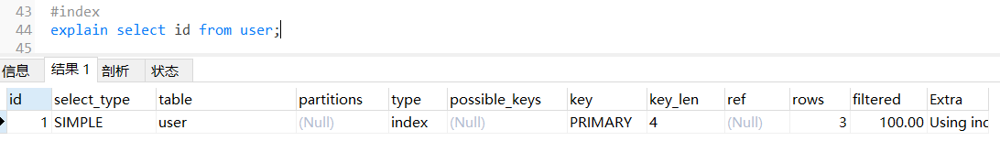 43 #index
44 explain select id from user;
45
信息 结果 1 剖析 状态
id select_type table partitions type possible_keys key key_len ref rows filtered Extra
1 SIMPLE user (Null) index (Null) PRIMARY 4 (Null) 3 100.00 Using inc